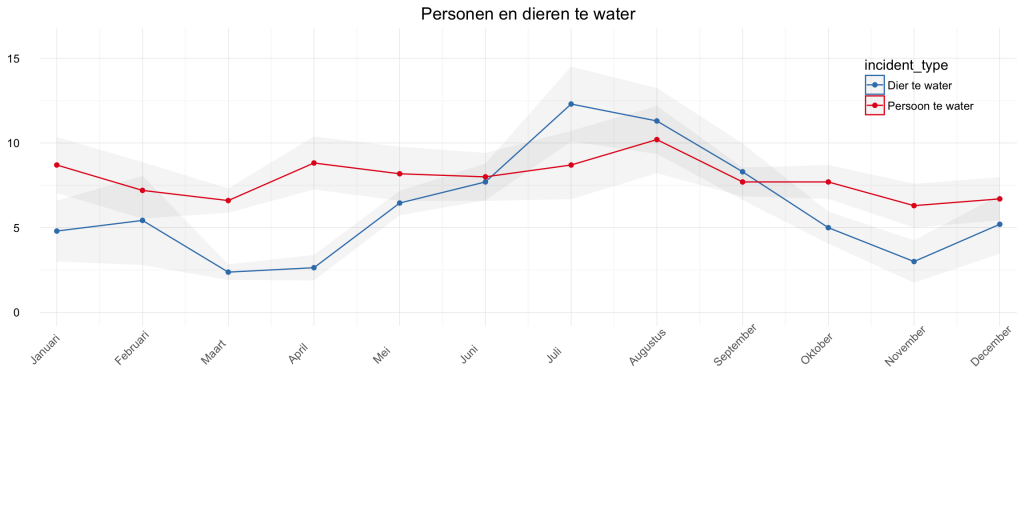 Personen en dieren te water
15
10
5
0
incident_type
Dier te water
Persoon te water
Januari
Februari
Maart
April
Mei
Juni
Juli
Augustus
September
Oktober
November
December